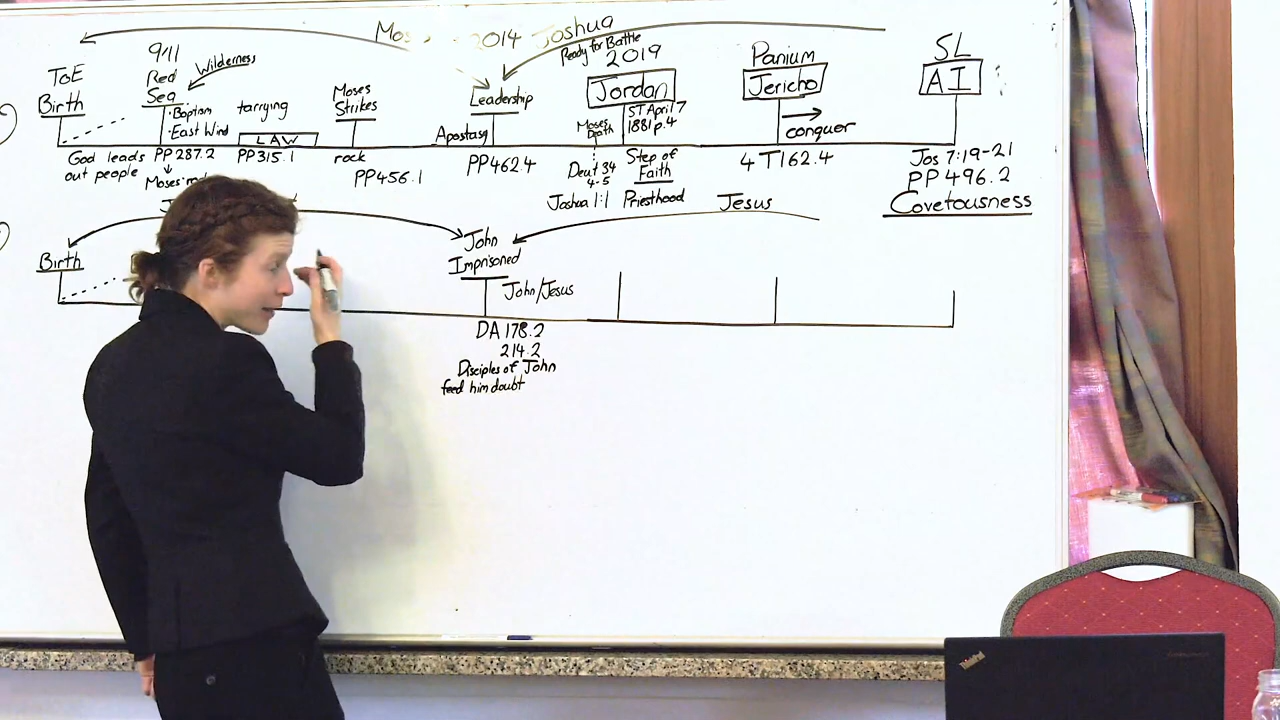 2014 Joshua
Ready for Battle
2019
9/11
Red
Sea
Wilderness
ToE
Birth
• Baptism
• East Wind
tarrying
LAW
Moses
Strikes
Leadership
Apostasy
Jordan
Moses
Death
ST April 7
1881 p.4
Panium
Jericho
conquer
SL
AI
God leads
out people
PP 287.2
PP 315.1
rock
PP 456.1
PP 462.4
Deut 34
4-5
Joshua 1:1
Step of
Faith
Priesthood
4T162.4
Jos 7:19-21
PP 496.2
Covetousness
Jesus
Birth
John
Imprisoned
John/Jesus
DA 178.2
214.2
Disciples of John
feed him doubt
ThinkPad